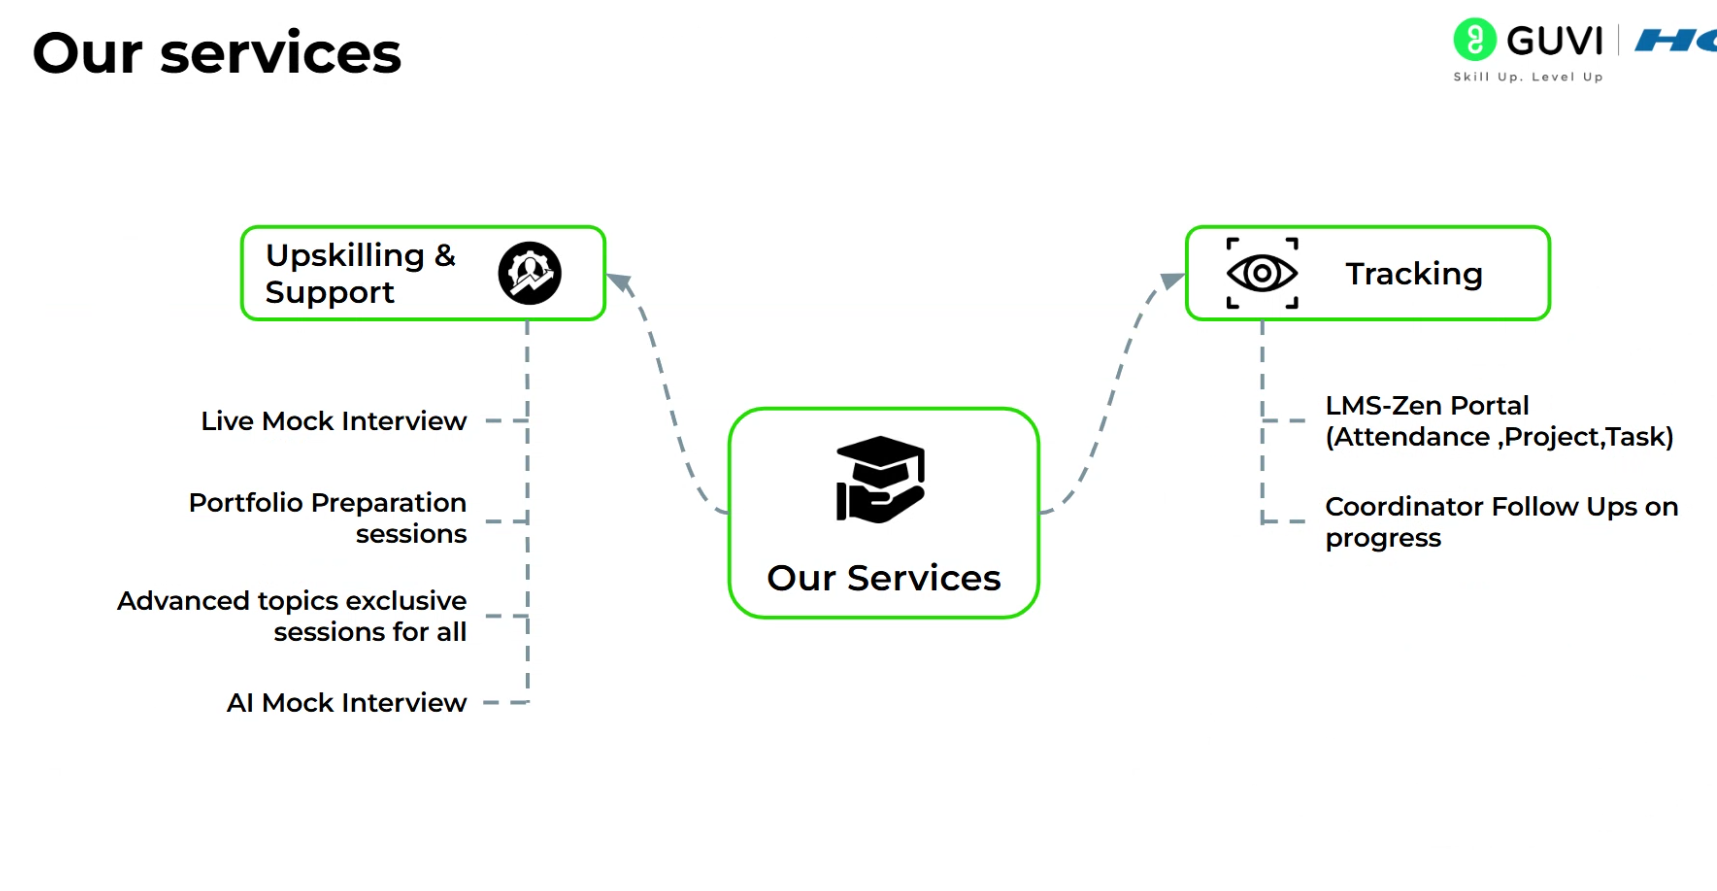 Our services
GUVI
Skill Up. Level Up
Upskilling &
Support
Live Mock Interview
Portfolio Preparation
sessions
Advanced topics exclusive
sessions for all
AI Mock Interview
Our Services
Tracking
LMS-Zen Portal
(Attendance ,Project,Task)
Coordinator Follow Ups on
progress